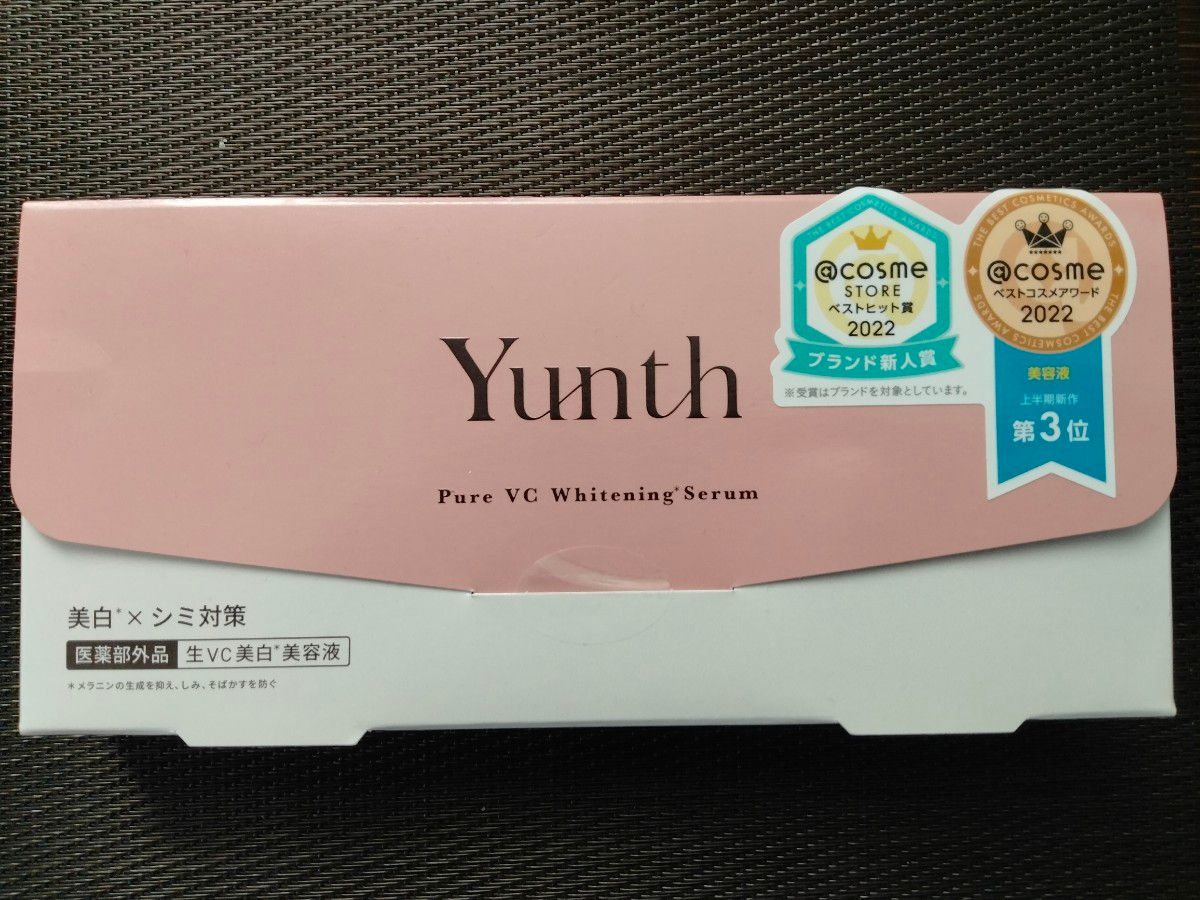 THE BEST COSMETICS AWARDS
@cosme
STORE
ベストヒット賞
2022
ブランド新人賞
※受賞はブランドを対象としています。
THE BEST COSMETICS AWARDS
@cosme
ベストコスメアワード
2022
THE BEST COSMETICS AWARDS
美容液
上半期新作
第3位
Yunth
Pure VC Whitening*Serum
美白*×シミ対策
医薬部外品 生VC美白*美容液
*メラニンの生成を抑え、しみ、そばかすを防ぐ